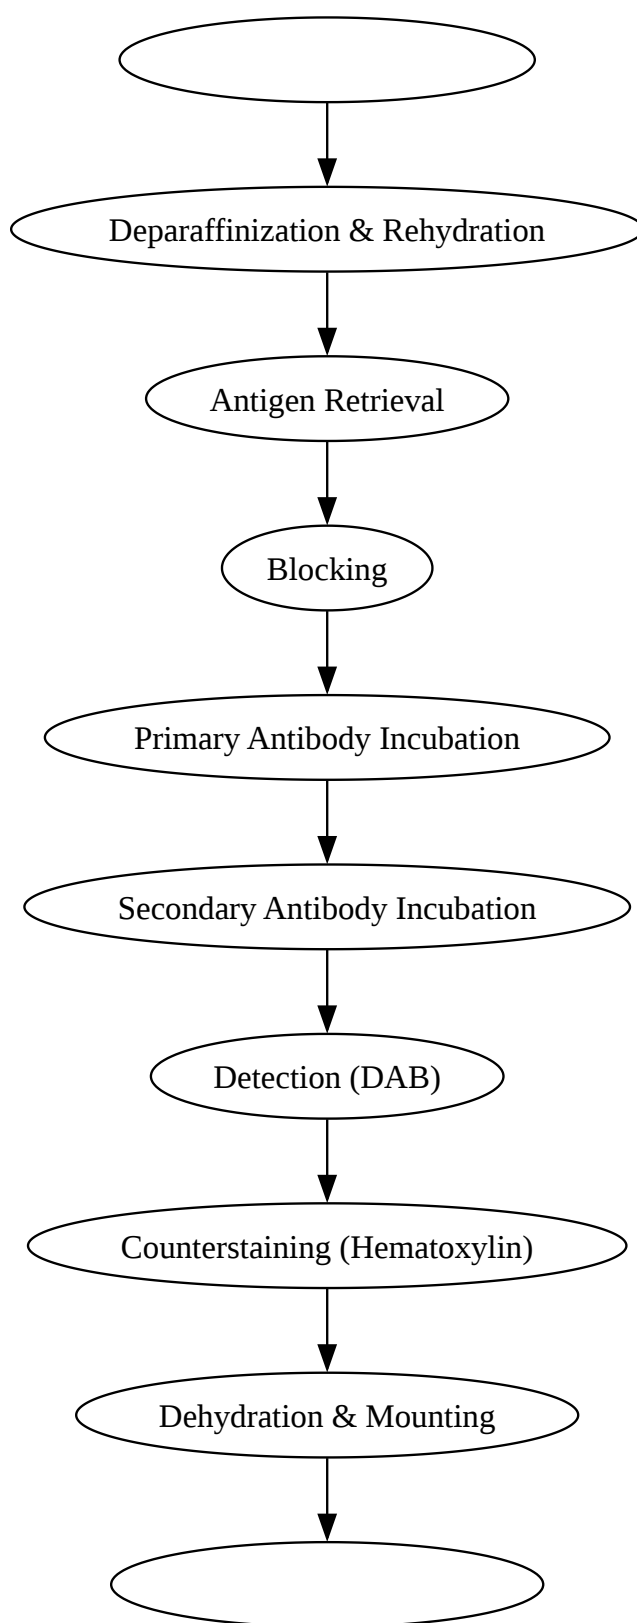 Deparaffinization & Rehydration
Antigen Retrieval
Blocking
Primary Antibody Incubation
Secondary Antibody Incubation
Detection (DAB)
Counterstaining (Hematoxylin)
Dehydration & Mounting